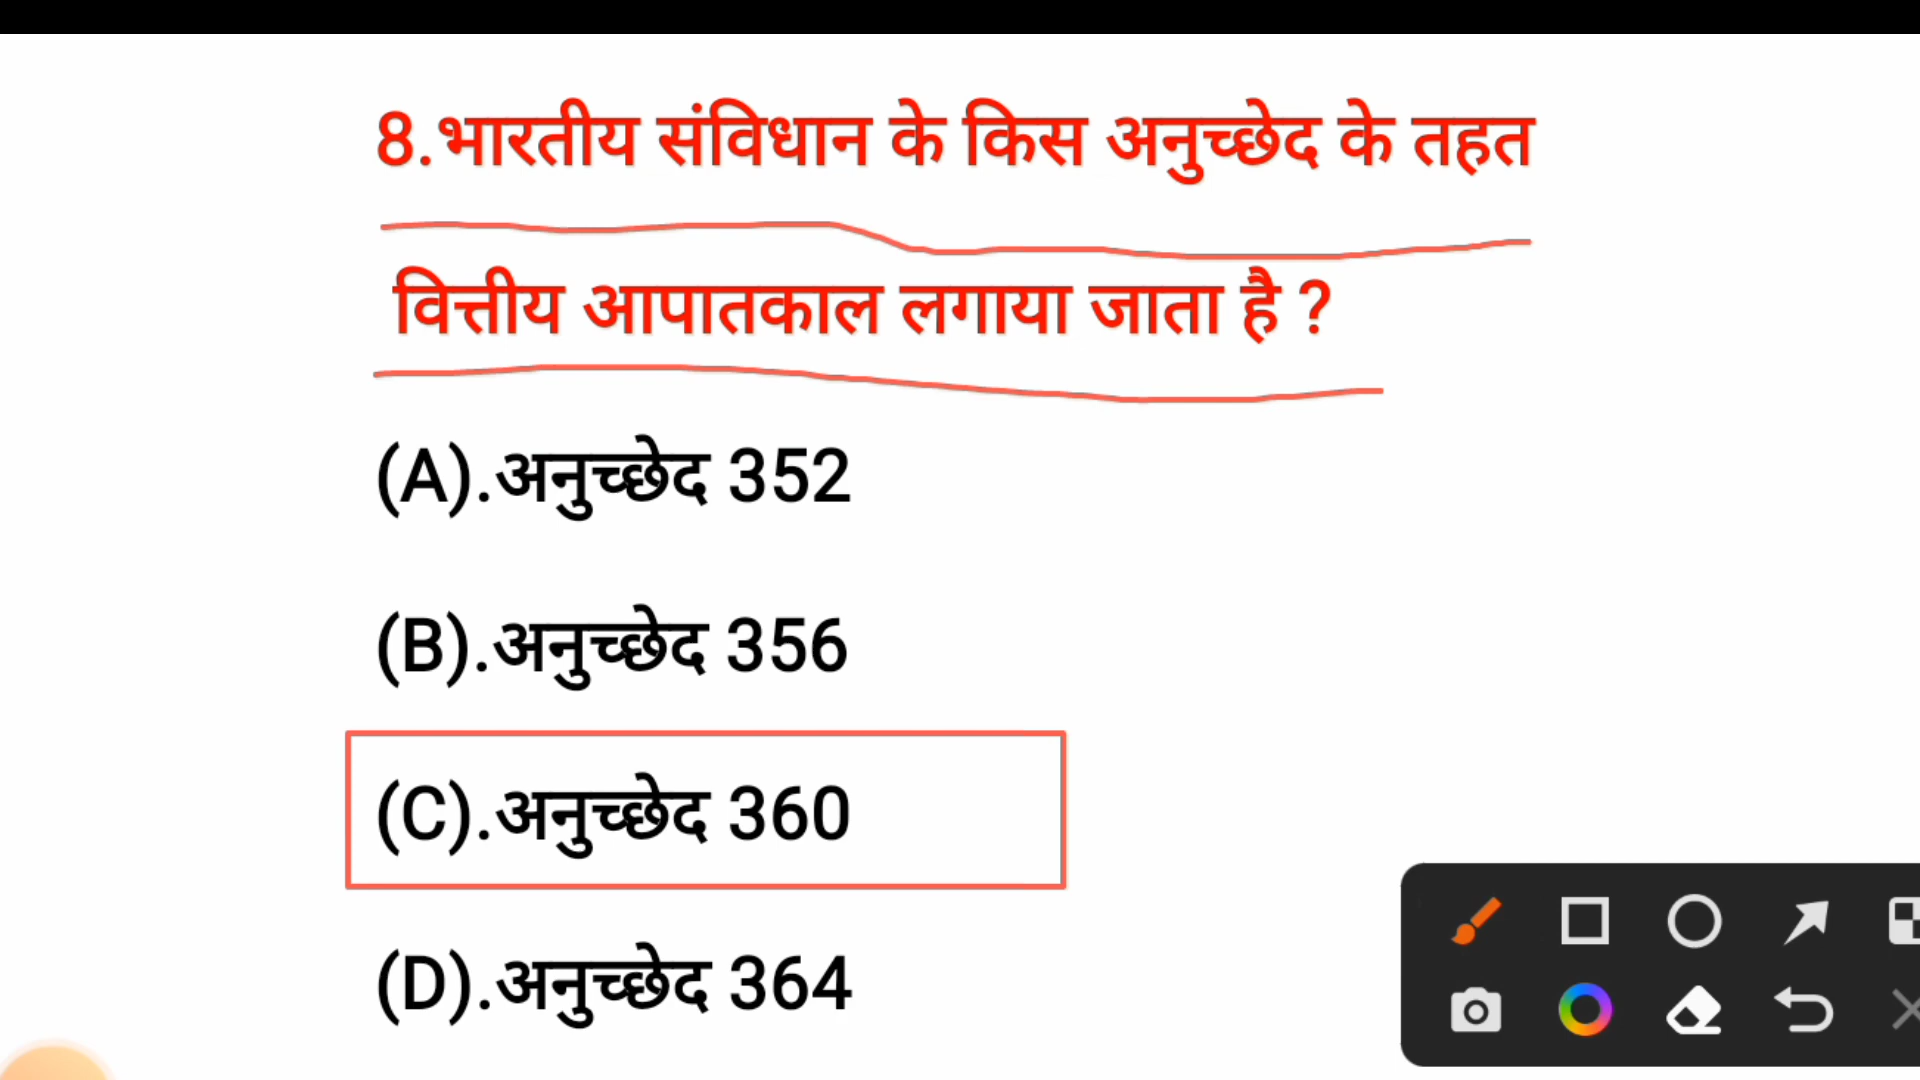 8.भारतीय संविधान के किस अनुच्छेद के तहत
वित्तीय आपातकाल लगाया जाता है ?
(A).अनुच्छेद 352
(B).अनुच्छेद 356
(C).अनुच्छेद 360
(D).अनुच्छेद 364